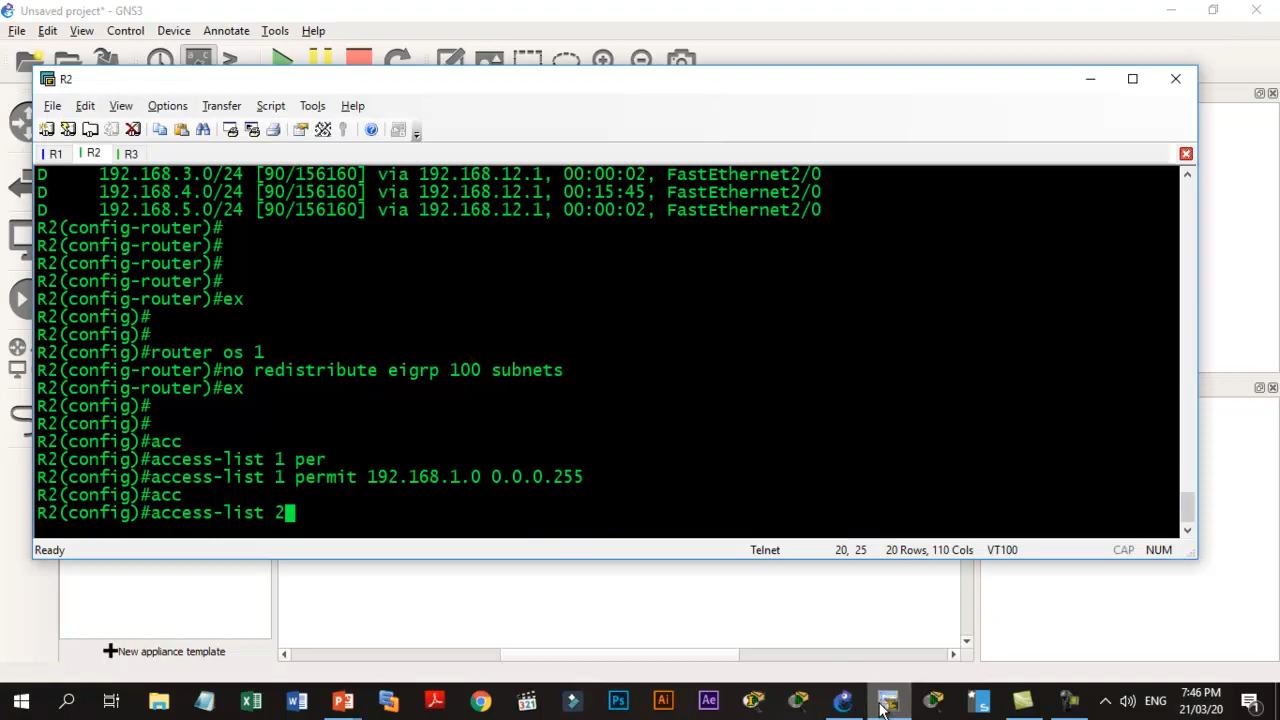 Unsaved project* - GNS3
File Edit View Control Device Annotate Tools Help
R2
File Edit View Options Transfer Script Tools Help
R1 R2 R3
D 192.168.3.0/24 [90/156160] via 192.168.12.1, 00:00:02, FastEthernet2/0
D 192.168.4.0/24 [90/156160] via 192.168.12.1, 00:15:45, FastEthernet2/0
D 192.168.5.0/24 [90/156160] via 192.168.12.1, 00:00:02, FastEthernet2/0
R2(config-router)#
R2(config-router)#
R2(config-router)#
R2(config-router)#
R2(config-router)#ex
R2(config)#
R2(config)#
R2(config)#router os 1
R2(config-router)#no redistribute eigrp 100 subnets
R2(config-router)#ex
R2(config)#
R2(config)#
R2(config)#acc
R2(config)#access-list 1 per
R2(config)#access-list 1 permit 192.168.1.0 0.0.0.255
R2(config)#acc
R2(config)#access-list 2
Ready Telnet 20, 25 20 Rows, 110 Cols VT100 CAP NUM
New appliance template
Ps Ai Ae
ENG
7:46 PM
21/03/20
1